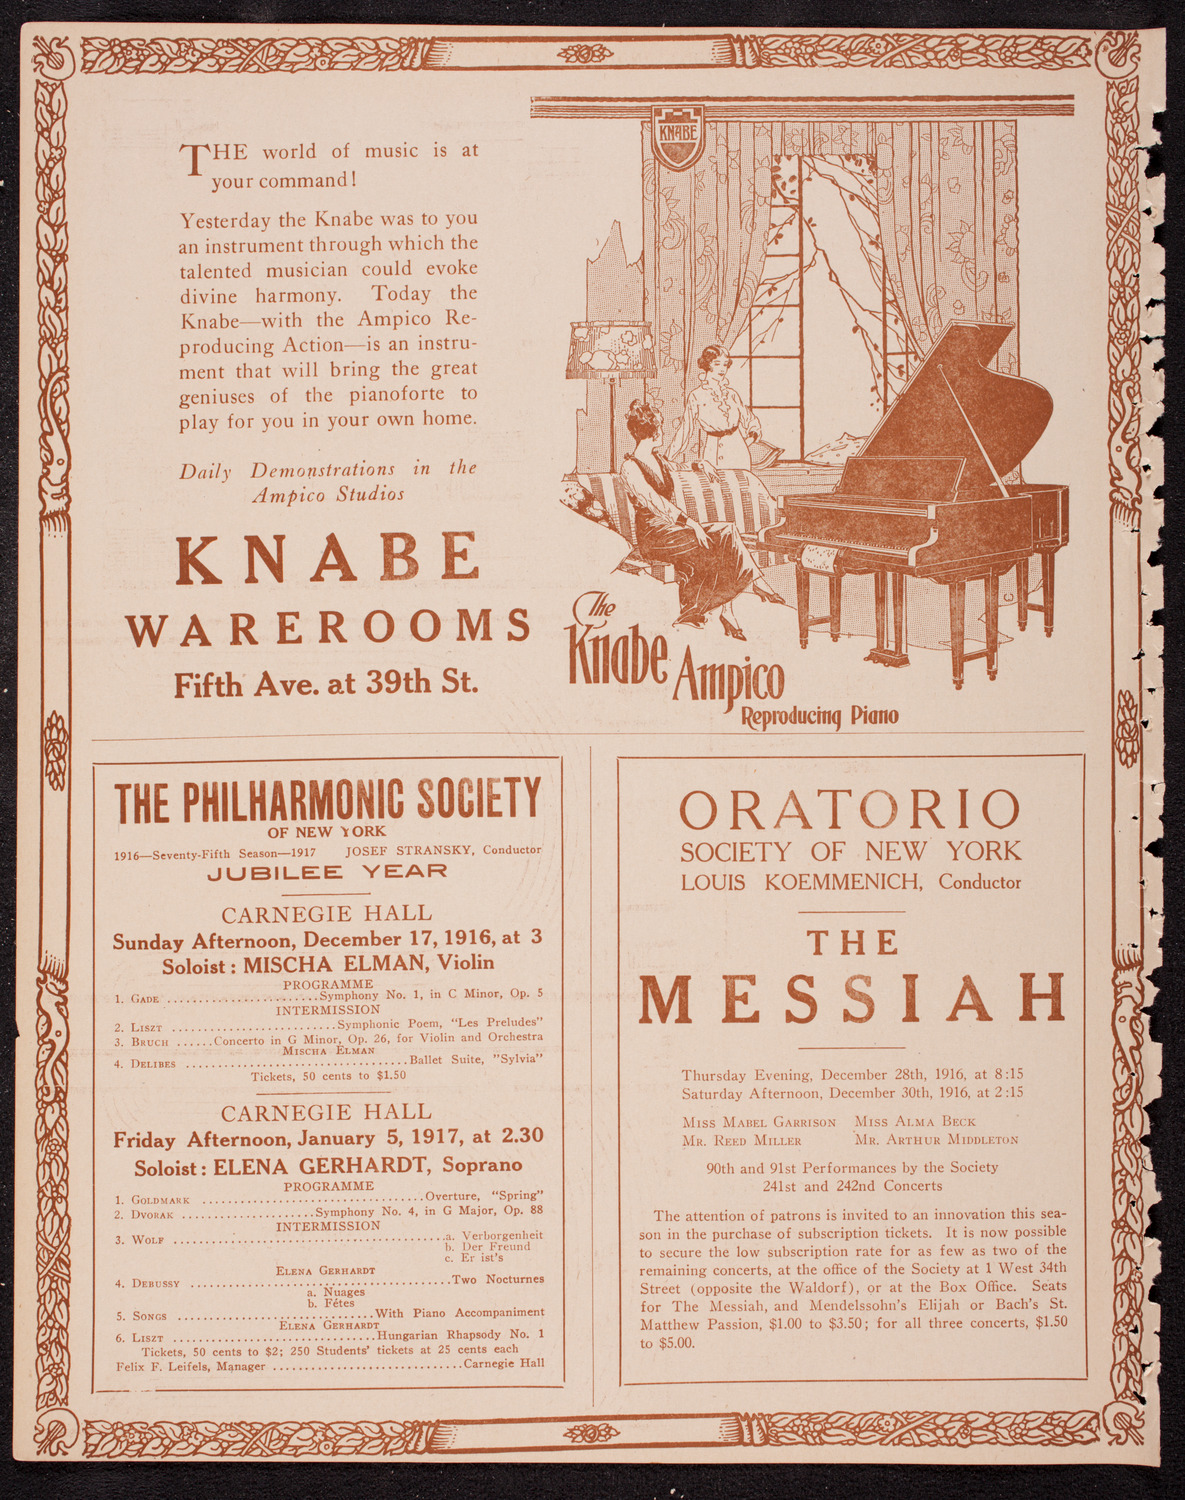 THE world of music is at
your command!
Yesterday the Knabe was to you
an instrument through which the
talented musician could evoke
divine harmony. Today the
Knabe—with the Ampico Re-
producing Action—is an instru-
ment that will bring the great
geniuses of the pianoforte to
play for you in your own home.
Daily Demonstrations in the
Ampico Studios
KNABE
WAREROOMS
Fifth Ave. at 39th St.
KNABE
The
Knabe Ampico
Reproducing Piano
THE PHILHARMONIC SOCIETY
OF NEW YORK
1916—Seventy-Fifth Season—1917 JOSEF STRANSKY, Conductor
JUBILEE YEAR
CARNEGIE HALL
Sunday Afternoon, December 17, 1916, at 3
Soloist: MISCHA ELMAN, Violin
PROGRAMME
1. GADE ........................Symphony No. 1, in C Minor, Op. 5
INTERMISSION
2. LISZT ..........................Symphonic Poem, "Les Preludes"
3. BRUCH ......Concerto in G Minor, Op. 26, for Violin and Orchestra
MISCHA ELMAN
4. DELIBES ...................................Ballet Suite, "Sylvia"
Tickets, 50 cents to $1.50
CARNEGIE HALL
Friday Afternoon, January 5, 1917, at 2.30
Soloist: ELENA GERHARDT, Soprano
PROGRAMME
1. GOLDMARK ...................................Overture, "Spring"
2. DVORAK .....................Symphony No. 4, in G Major, Op. 88
INTERMISSION
3. WOLF ...........................................a. Verborgenheit
b. Der Freund
c. Er ist's
ELENA GERHARDT
4. DEBUSSY .........................................Two Nocturnes
a. Nuages
b. Fétes
5. SONGS ..............................With Piano Accompaniment
ELENA GERHARDT
6. LISZT ................................Hungarian Rhapsody No. 1
Tickets, 50 cents to $2; 250 Students' tickets at 25 cents each
Felix F. Leifels, Manager .............................Carnegie Hall
ORATORIO
SOCIETY OF NEW YORK
LOUIS KOEMMENICH, Conductor
THE
MESSIAH
Thursday Evening, December 28th, 1916, at 8:15
Saturday Afternoon, December 30th, 1916, at 2:15
MISS MABEL GARRISON MISS ALMA BECK
MR. REED MILLER MR. ARTHUR MIDDLETON
90th and 91st Performances by the Society
241st and 242nd Concerts
The attention of patrons is invited to an innovation this sea-
son in the purchase of subscription tickets. It is now possible
to secure the low subscription rate for as few as two of the
remaining concerts, at the office of the Society at 1 West 34th
Street (opposite the Waldorf), or at the Box Office. Seats
for The Messiah, and Mendelssohn's Elijah or Bach's St.
Matthew Passion, $1.00 to $3.50; for all three concerts, $1.50
to $5.00.